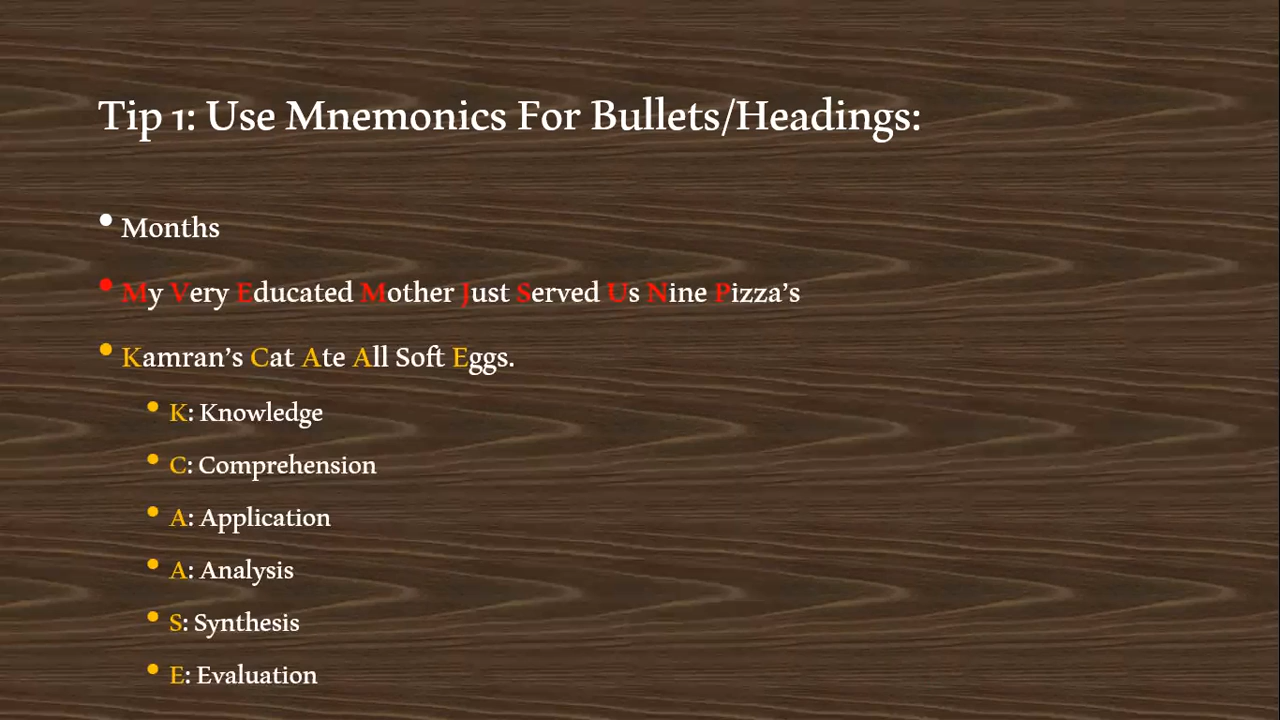 Tip 1: Use Mnemonics For Bullets/Headings:
• Months
• My Very Educated Mother Just Served Us Nine Pizza’s
• Kamran’s Cat Ate All Soft Eggs.
• K: Knowledge
• C: Comprehension
• A: Application
• A: Analysis
• S: Synthesis
• E: Evaluation